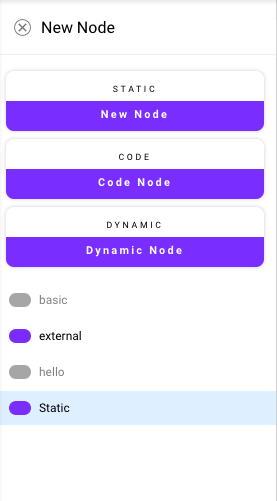 New Node
STATIC
New Node
CODE
Code Node
DYNAMIC
Dynamic Node
basic
external
hello
Static